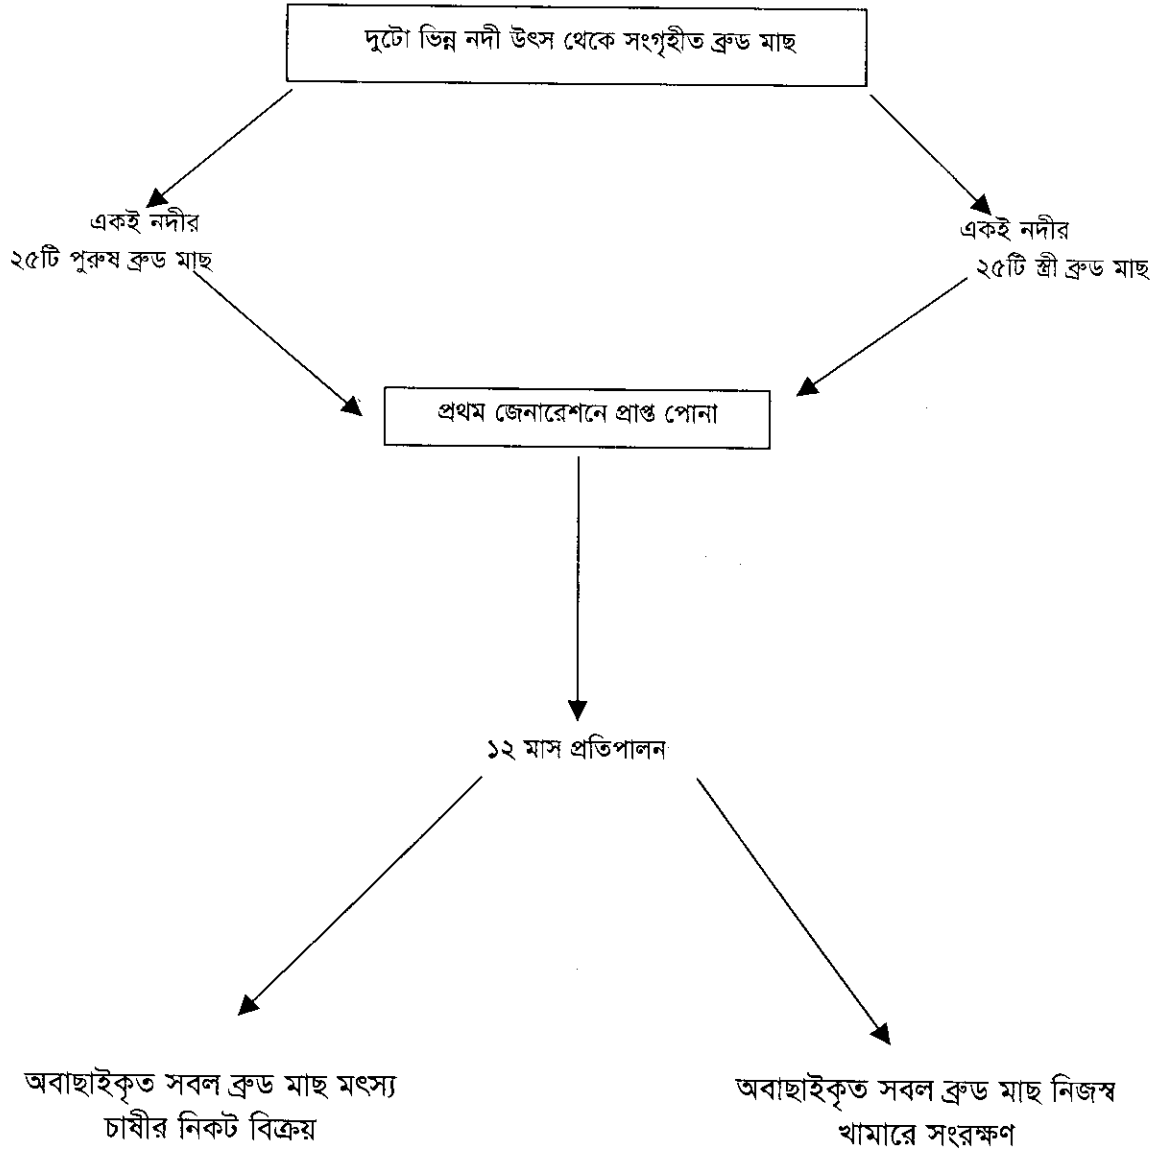 দুটো ভিন্ন নদী উৎস থেকে সংগৃহীত ব্রুড মাছ
একই নদীর
২৫টি পুরুষ ব্রুড মাছ
একই নদীর
২৫টি স্ত্রী ব্রুড মাছ
প্রথম জেনারেশনে প্রাপ্ত পোনা
১২ মাস প্রতিপালন
অবাছাইকৃত সবল ব্রুড মাছ মৎস্য
চাষীর নিকট বিক্রয়
অবাছাইকৃত সবল ব্রুড মাছ নিজস্ব
খামারে সংরক্ষণ